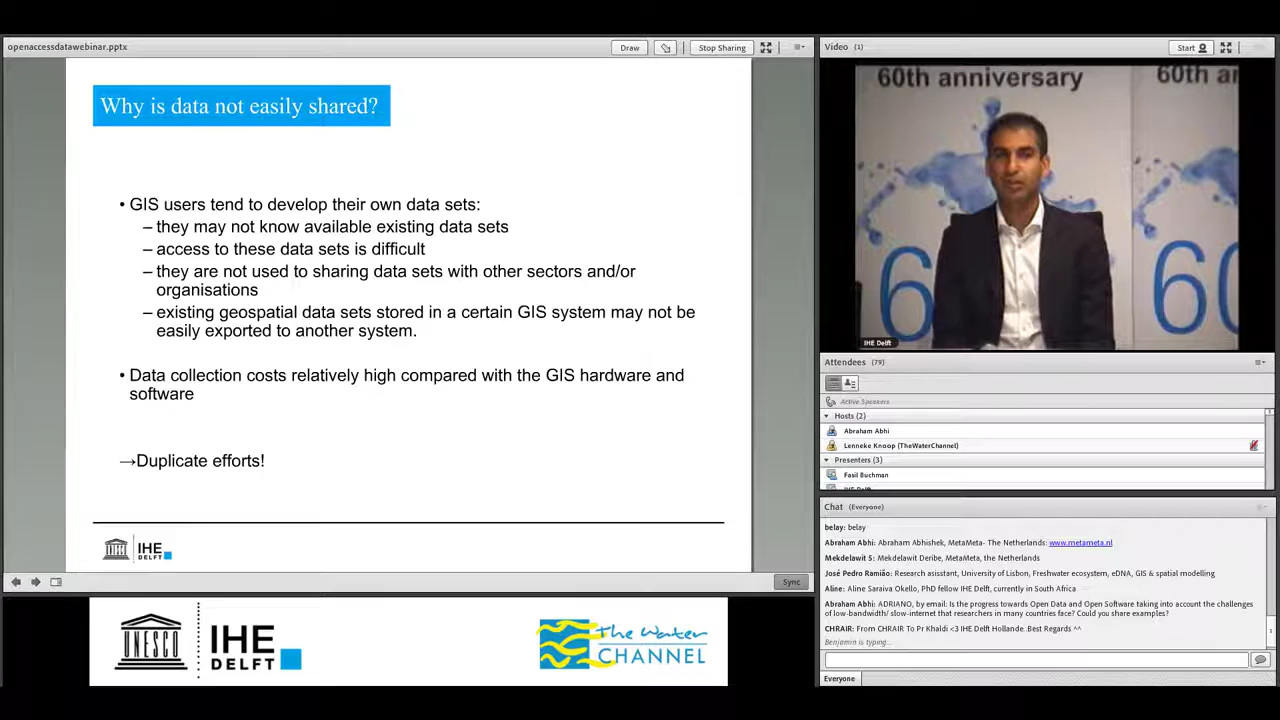 openaccessdatawebinar.pptx
Draw
Stop Sharing
Why is data not easily shared?
• GIS users tend to develop their own data sets:
– they may not know available existing data sets
– access to these data sets is difficult
– they are not used to sharing data sets with other sectors and/or
organisations
– existing geospatial data sets stored in a certain GIS system may not be
easily exported to another system.
• Data collection costs relatively high compared with the GIS hardware and
software
→Duplicate efforts!
IHE
DELFT
Sync
UNESCO
IHE
DELFT
The Water
CHANNEL
Video (1)
Start
60th anniversary
60th an
60
60
IHE Delft
Attendees (79)
Active Speakers
Hosts (2)
Abraham Abhi
Lenneke Knoop (TheWaterChannel)
Presenters (3)
Fasil Buchman
IHE Delft
Chat (Everyone)
belay: belay
Abraham Abhi: Abraham Abhishek, MetaMeta- The Netherlands: www.metameta.nl
Mekdelawit S: Mekdelawit Deribe, MetaMeta, the Netherlands
José Pedro Ramião: Research asisstant, University of Lisbon, Freshwater ecosystem, eDNA, GIS & spatial modelling
Aline: Aline Saraiva Okello, PhD fellow IHE Delft, currently in South Africa
Abraham Abhi: ADRIANO, by email: Is the progress towards Open Data and Open Software taking into account the challenges
of low-bandwidth/ slow-internet that researchers in many countries face? Could you share examples?
CHRAIR: From CHRAIR To Pr Khaldi <3 IHE Delft Hollande .Best Regards ^^
Benjamin is typing...
Everyone